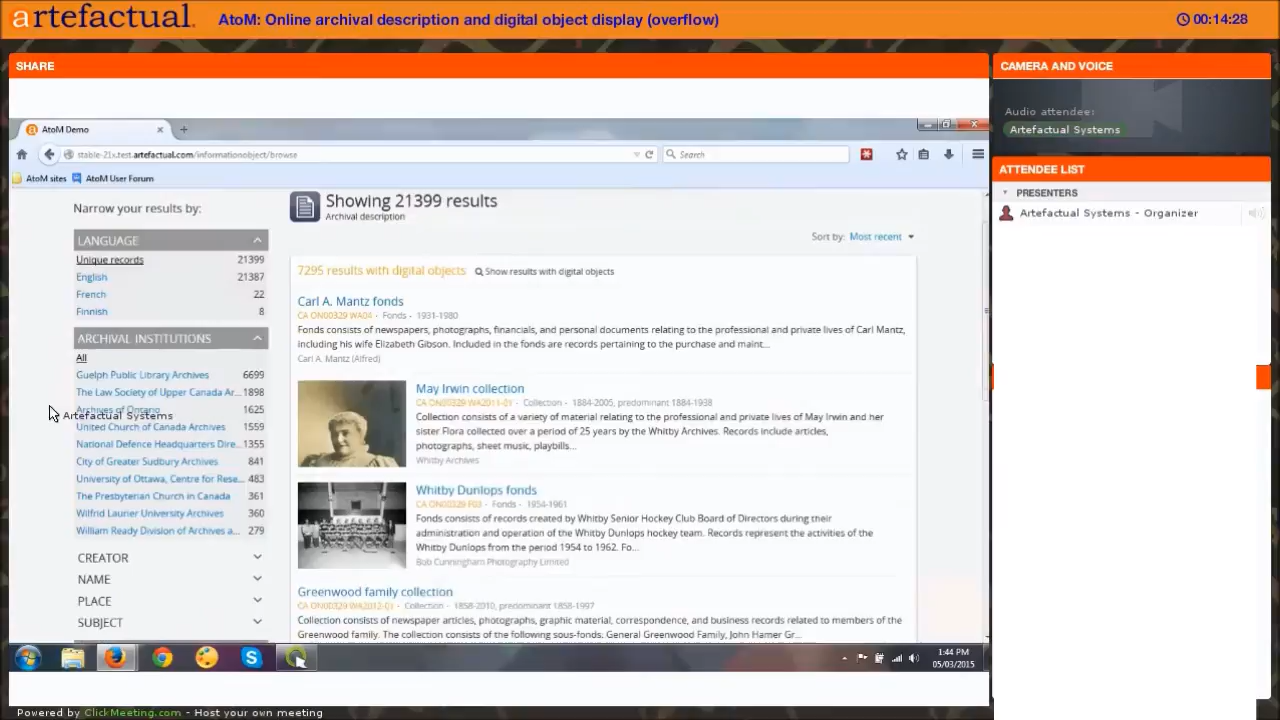 artefactual.
AtoM: Online archival description and digital object display (overflow)
00:14:28
SHARE
AtoM Demo
stable-21x.test.artefactual.com/informationobject/browse
Search
AtoM sites
AtoM User Forum
Narrow your results by:
LANGUAGE
Unique records 21399
English 21387
French 22
Finnish 8
ARCHIVAL INSTITUTIONS
All
Guelph Public Library Archives 6699
The Law Society of Upper Canada Ar... 1898
Archives of Ontario 1625
Artefactual Systems
United Church of Canada Archives 1559
National Defence Headquarters Dire... 1355
City of Greater Sudbury Archives 841
University of Ottawa, Centre for Rese... 483
The Presbyterian Church in Canada 361
Wilfrid Laurier University Archives 360
William Ready Division of Archives a... 279
CREATOR
NAME
PLACE
SUBJECT
Showing 21399 results
Archival description
Sort by: Most recent
7295 results with digital objects Show results with digital objects
Carl A. Mantz fonds
CA ON00329 WA04 - Fonds - 1931-1980
Fonds consists of newspapers, photographs, financials, and personal documents relating to the professional and private lives of Carl Mantz,
including his wife Elizabeth Gibson. Included in the fonds are records pertaining to the purchase and maint...
Carl A. Mantz (Alfred)
May Irwin collection
CA ON00329 WA2011-01 - Collection - 1884-2005, predominant 1884-1938
Collection consists of a variety of material relating to the professional and private lives of May Irwin and her
sister Flora collected over a period of 25 years by the Whitby Archives. Records include articles,
photographs, sheet music, playbills...
Whitby Archives
Whitby Dunlops fonds
CA ON00329 F03 - Fonds - 1954-1961
Fonds consists of records created by Whitby Senior Hockey Club Board of Directors during their
administration and operation of the Whitby Dunlops hockey team. Records represent the activities of the
Whitby Dunlops from the period 1954 to 1962. Fo...
Bob Cunningham Photography Limited
Greenwood family collection
CA ON00329 WA2012-01 - Collection - 1858-2010, predominant 1858-1997
Collection consists of newspaper articles, photographs, graphic material, correspondence, and business records related to members of the
Greenwood family. The collection consists of the following sous-fonds: General Greenwood Family, John Hamer Gr...
1:44 PM
05/03/2015
CAMERA AND VOICE
Audio attendee:
Artefactual Systems
ATTENDEE LIST
PRESENTERS
Artefactual Systems - Organizer
Powered by ClickMeeting.com - Host your own meeting